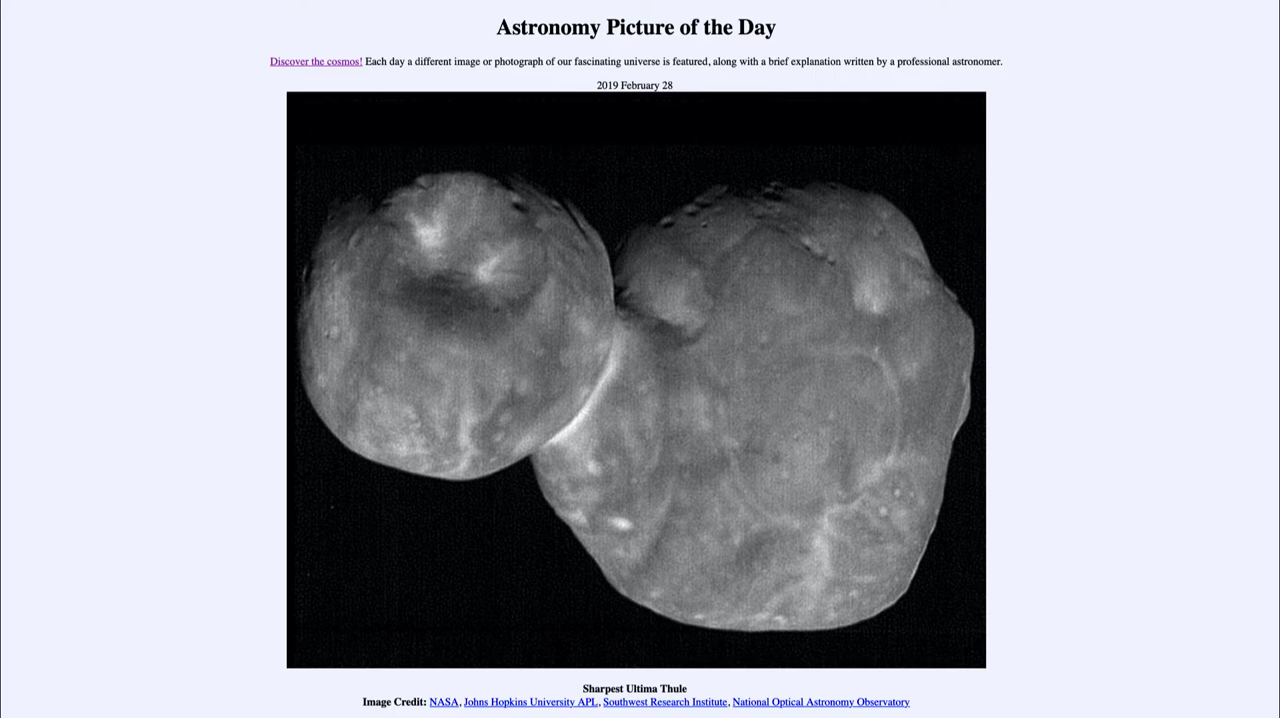 Astronomy Picture of the Day
Discover the cosmos! Each day a different image or photograph of our fascinating universe is featured, along with a brief explanation written by a professional astronomer.
2019 February 28
Sharpest Ultima Thule
Image Credit: NASA, Johns Hopkins University APL, Southwest Research Institute, National Optical Astronomy Observatory